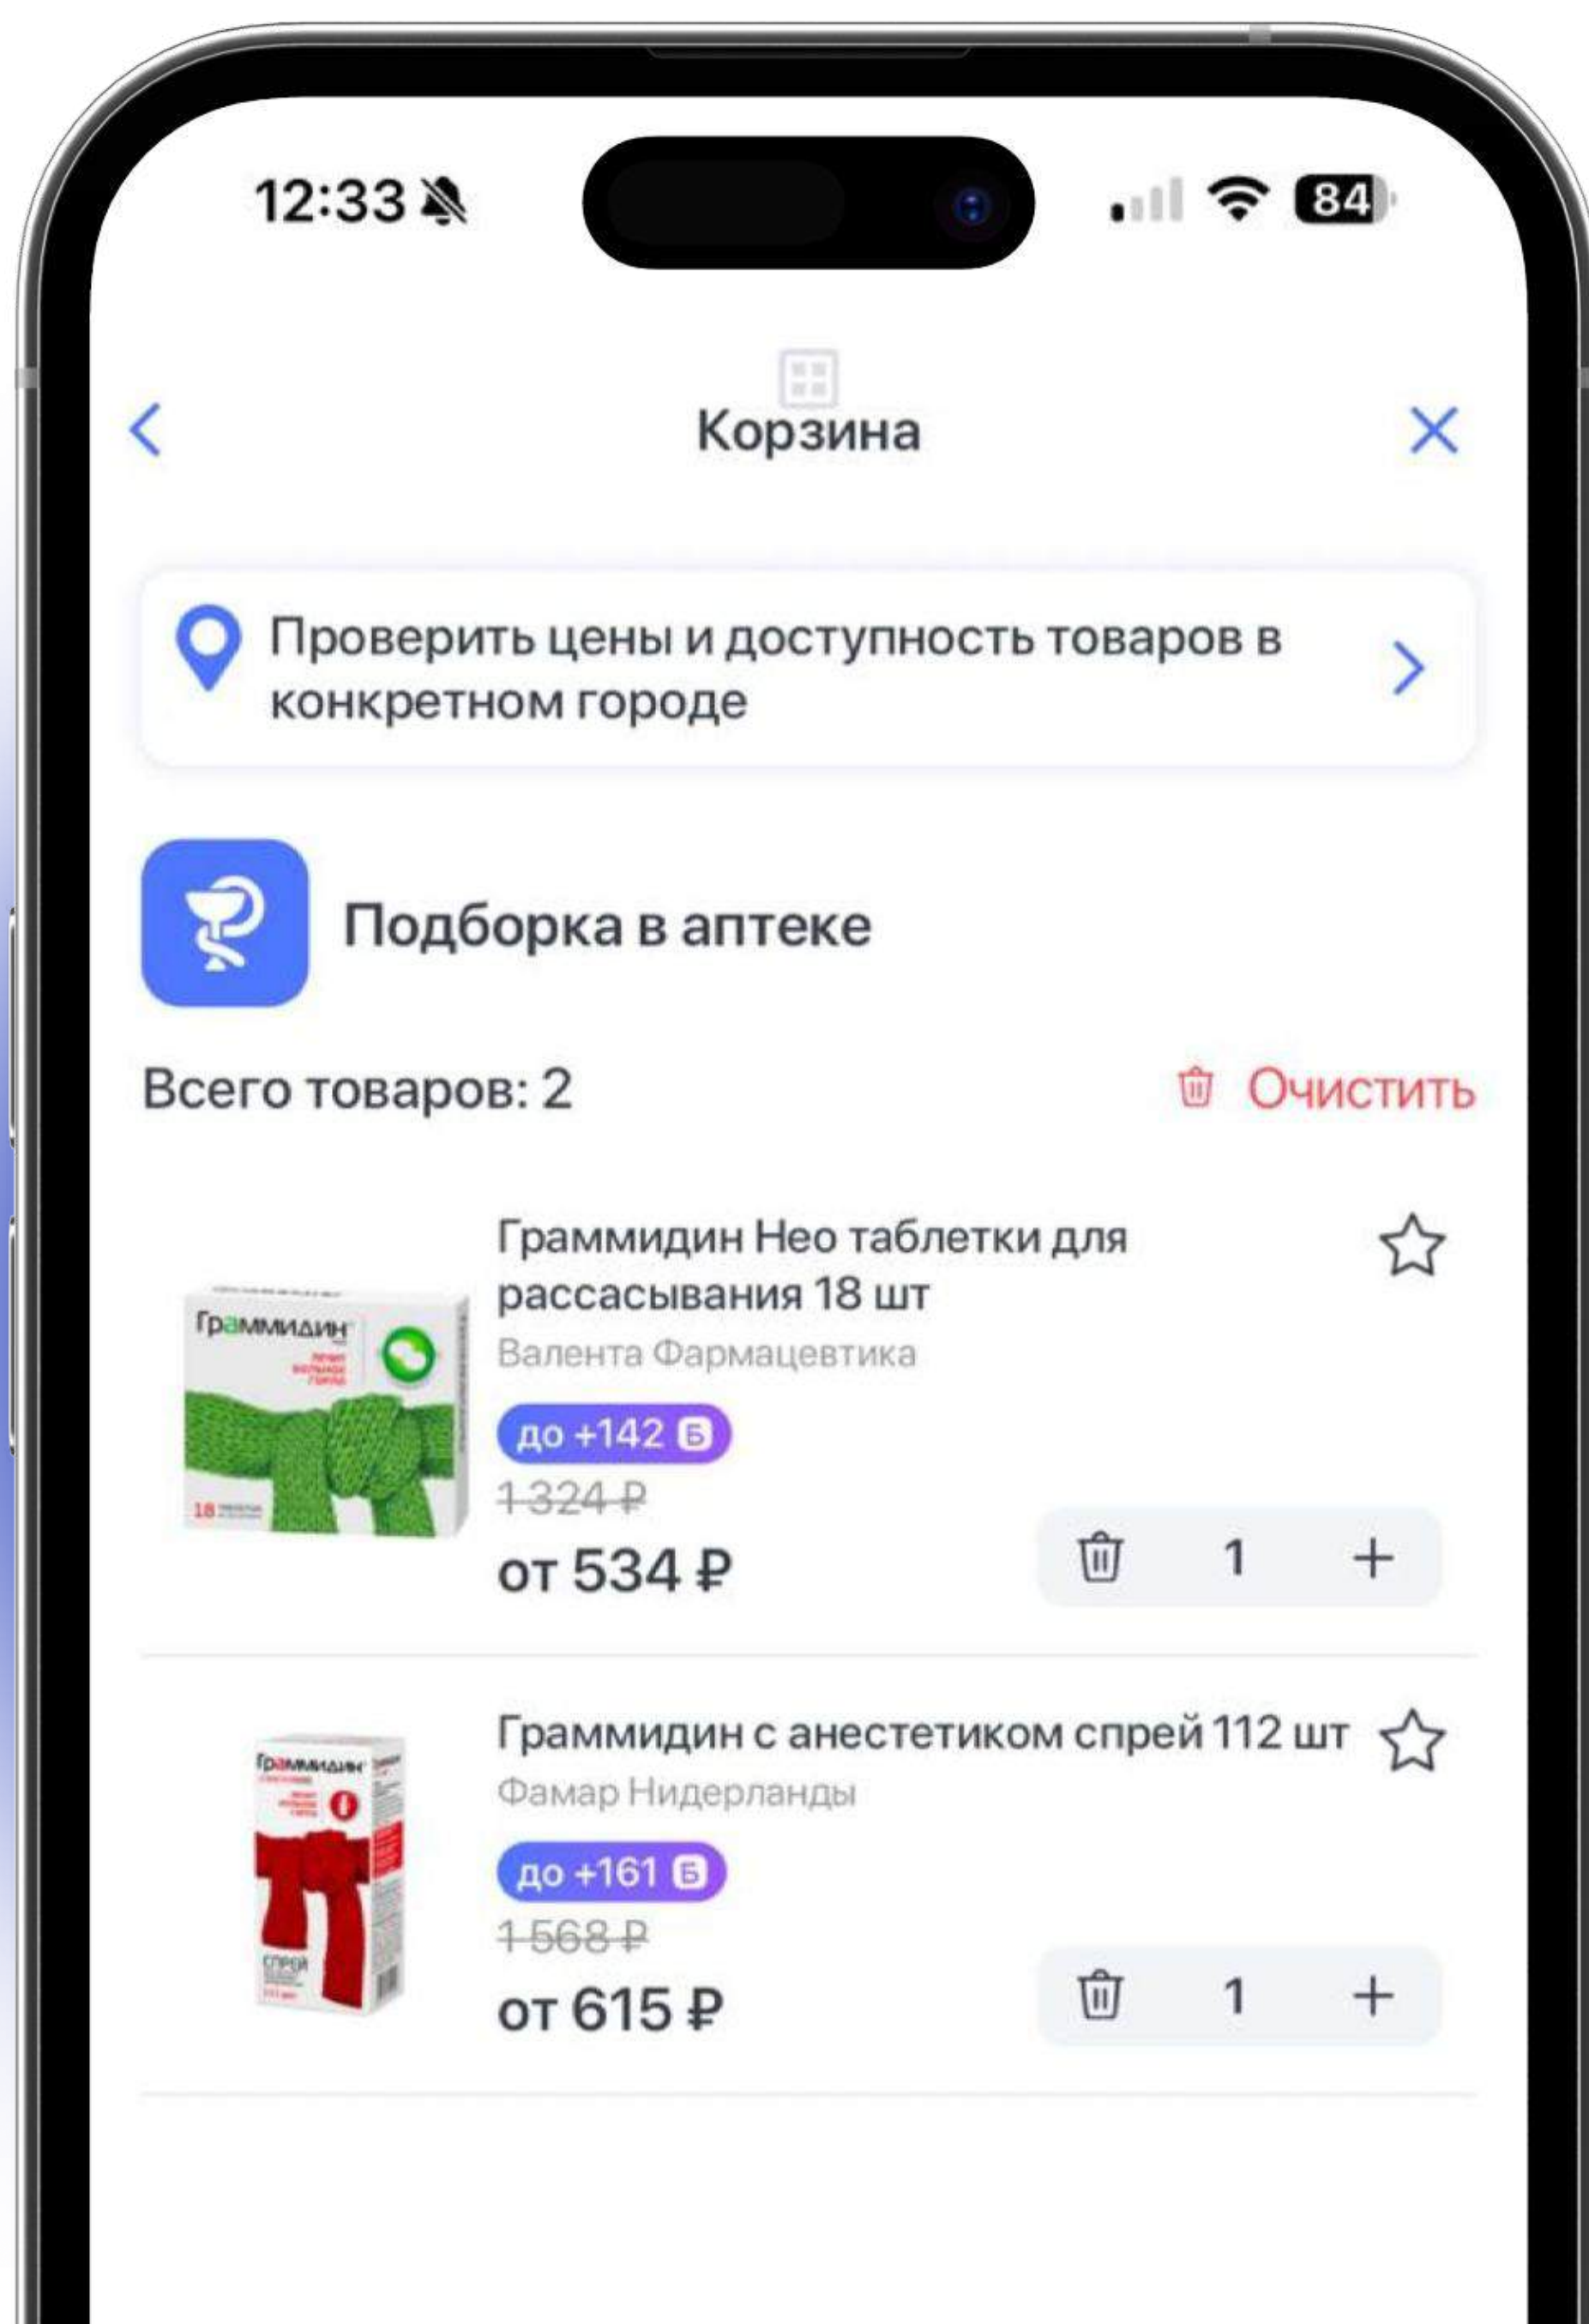 12:33
84
Корзина
Проверить цены и доступность товаров в
конкретном городе
Подборка в аптеке
Всего товаров: 2
Очистить
Граммидин Нео таблетки для
рассасывания 18 шт
Валента Фармацевтика
до +142 Б
1 324 ₽
от 534 ₽
1
Граммидин
18
Граммидин с анестетиком спрей 112 шт
Фамар Нидерланды
до +161 Б
1 568 ₽
от 615 ₽
1
Граммидин
СПРЕЙ